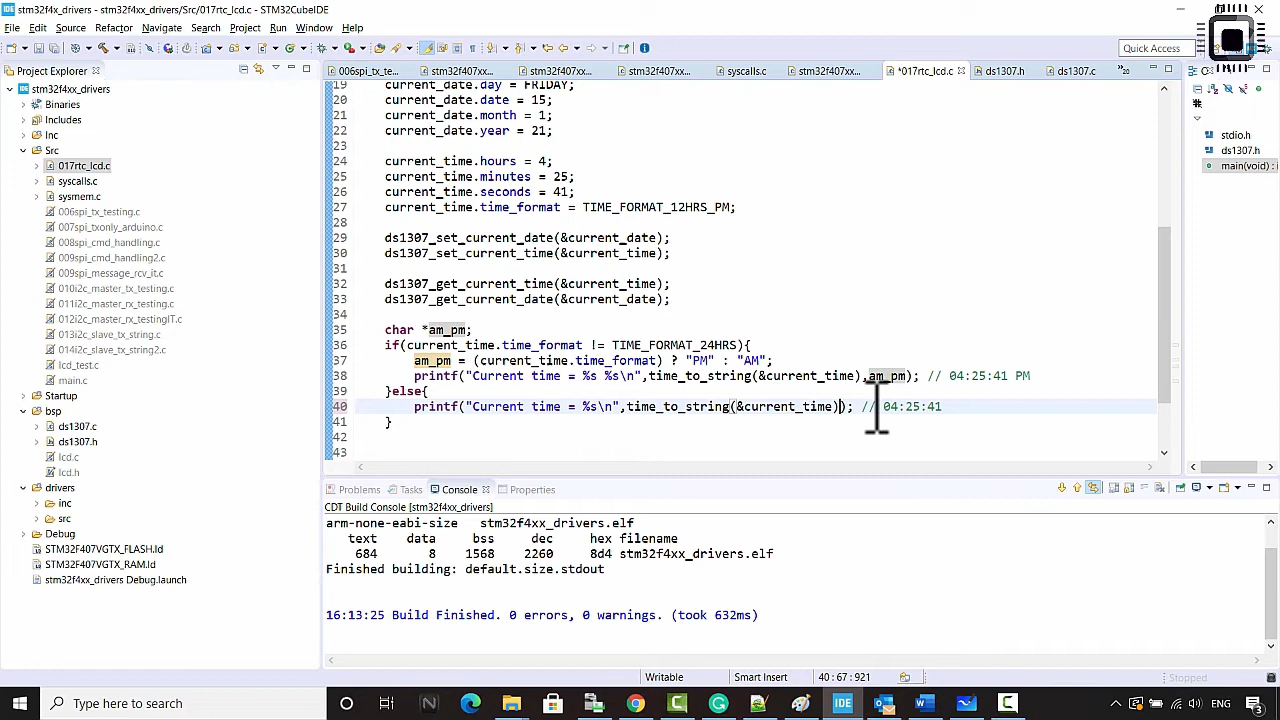 IDE stm32f4x_drivers - stm32f4xx_drivers/Src/017rtc_lcd.c - STM32CubeIDE
File Edit Source Refactor Navigate Search Project Run Window Help
Quick Access
Project Explorer
stm32f4xx_drivers
Binaries
Includes
Inc
Src
017rtc_lcd.c
syscalls.c
sysmem.c
006spi_tx_testing.c
007spi_txonly_arduino.c
008spi_cmd_handling.c
009spi_cmd_handling2.c
009spi_message_rcv_it.c
010i2c_master_tx_testing.c
011i2c_master_rx_testing.c
012i2c_master_rx_testingIT.c
013i2c_slave_tx_string.c
014i2c_slave_tx_string2.c
lcd_test.c
main.c
Startup
bsp
ds1307.c
ds1307.h
lcd.c
lcd.h
drivers
inc
src
Debug
STM32F407VGTX_FLASH.ld
STM32F407VGTX_RAM.ld
stm32f4xx_drivers Debug.launch
006spi_tx_te... stm32f407xx... stm32f407xx... stm32f407xx... syscalls.c stm32f407xx... *017rtc_lcd.c ds1307.h ds1307.c 20
19 current_date.day = FRIDAY;
20 current_date.date = 15;
21 current_date.month = 1;
22 current_date.year = 21;
23
24 current_time.hours = 4;
25 current_time.minutes = 25;
26 current_time.seconds = 41;
27 current_time.time_format = TIME_FORMAT_12HRS_PM;
28
29 ds1307_set_current_date(&current_date);
30 ds1307_set_current_time(&current_time);
31
32 ds1307_get_current_time(&current_time);
33 ds1307_get_current_date(&current_date);
34
35 char *am_pm;
36 if(current_time.time_format != TIME_FORMAT_24HRS){
37 am_pm = (current_time.time_format) ? "PM" : "AM";
38 printf("Current time = %s %s\n",time_to_string(&current_time),am_pm); // 04:25:41 PM
39 }else{
40 printf("Current time = %s\n",time_to_string(&current_time)); // 04:25:41
41 }
42
43
stdio.h
ds1307.h
main(void) : i
Problems Tasks Console Properties
CDT Build Console [stm32f4xx_drivers]
arm-none-eabi-size stm32f4xx_drivers.elf
text data bss dec hex filename
684 8 1568 2260 8d4 stm32f4xx_drivers.elf
Finished building: default.size.stdout
16:13:25 Build Finished. 0 errors, 0 warnings. (took 632ms)
Writable Smart Insert 40 : 67 : 921 Stopped
Type here to search
IDE
ENG